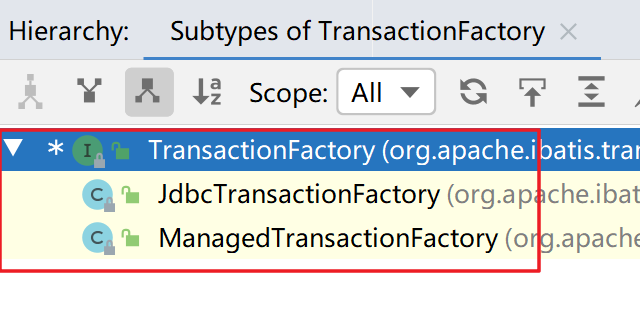 Hierarchy: Subtypes of TransactionFactory
Scope: All
* I TransactionFactory (org.apache.ibatis.tran
C JdbcTransactionFactory (org.apache.ibat
C ManagedTransactionFactory (org.apache